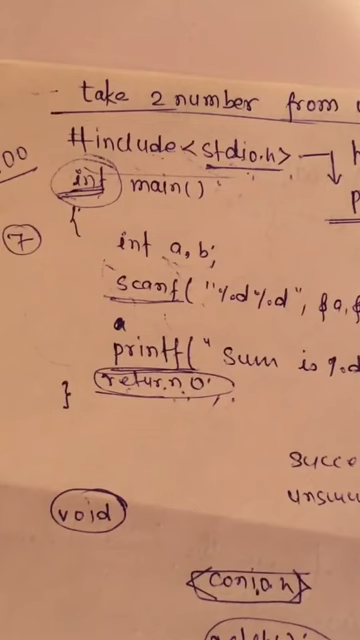 - take 2 number from
00
#include<stdio.h>
int main()
{
7
int a, b;
scanf("%d%d", &a, &
a
printf(" Sum is %d
return 0;
}
succe
unsuu
void
<conio.h>